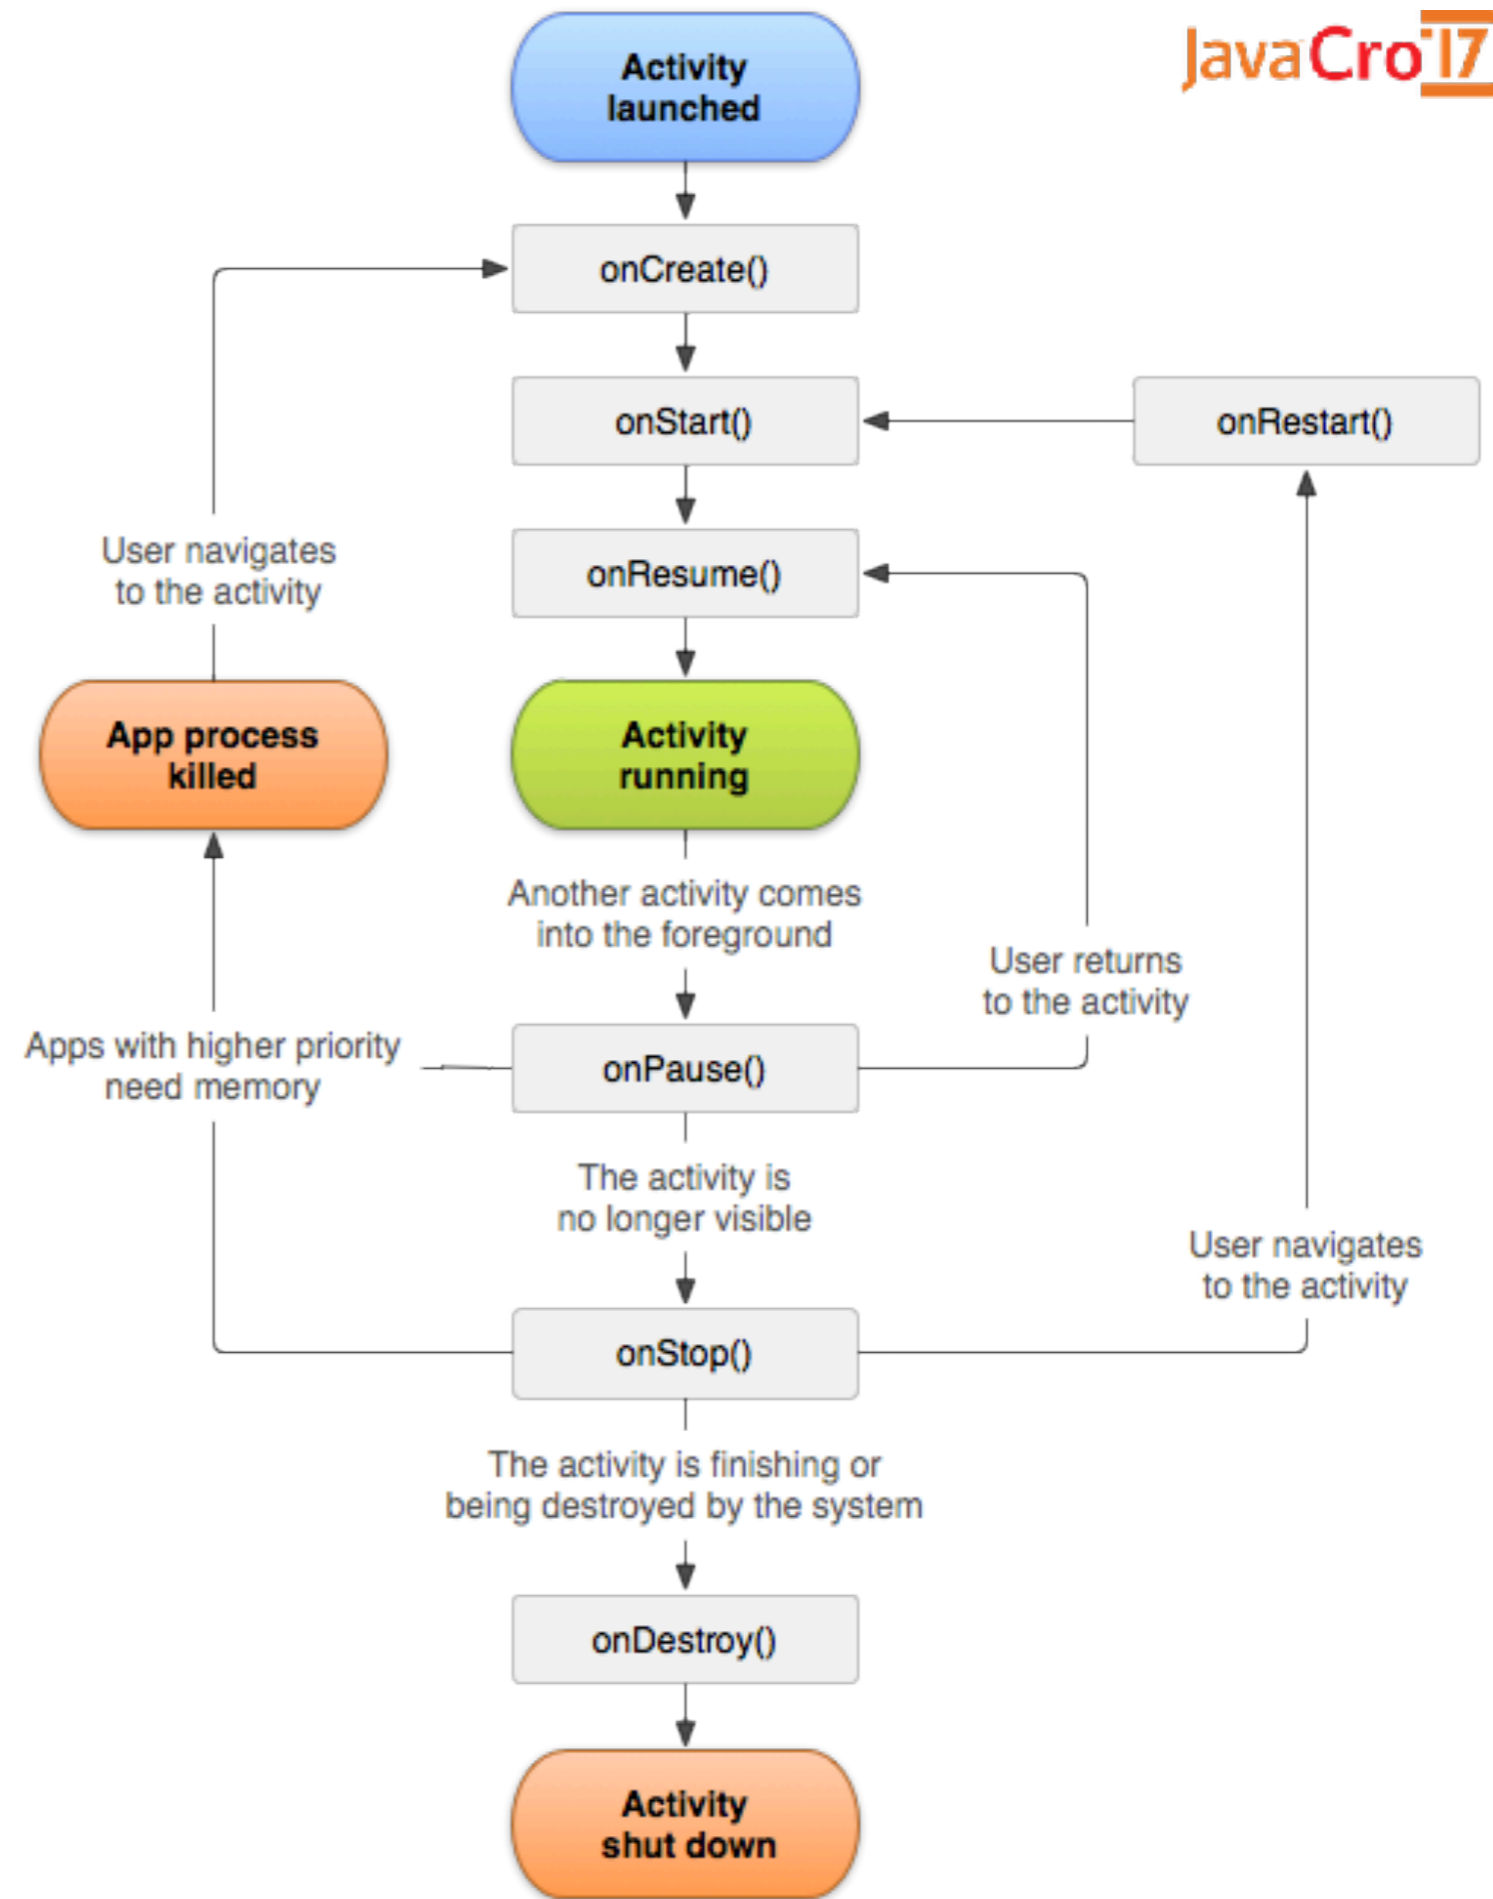 JavaCro'17
Activity
launched
onCreate()
onStart()
onRestart()
User navigates
to the activity
onResume()
App process
killed
Activity
running
Another activity comes
into the foreground
User returns
to the activity
Apps with higher priority
need memory
onPause()
The activity is
no longer visible
User navigates
to the activity
onStop()
The activity is finishing or
being destroyed by the system
onDestroy()
Activity
shut down